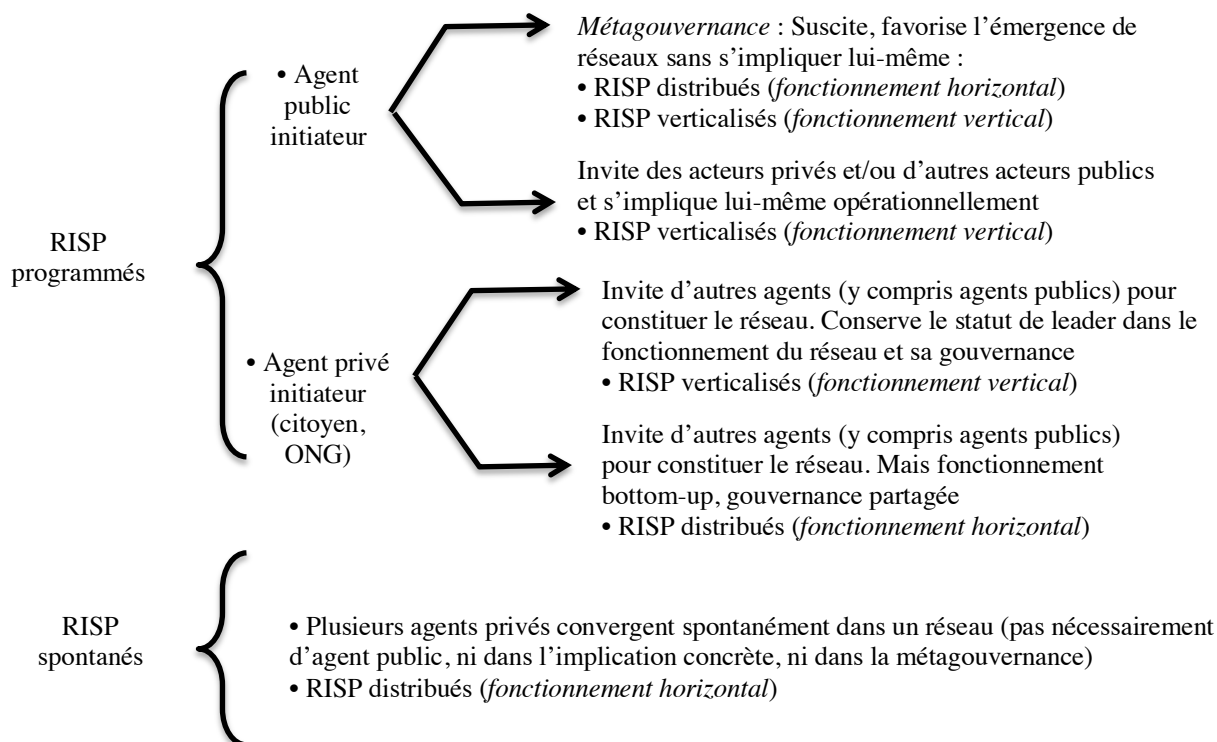 RISP
programmés
• Agent
public
initiateur
Métagouvernance : Suscite, favorise l’émergence de
réseaux sans s’impliquer lui-même :
• RISP distribués (fonctionnement horizontal)
• RISP verticalisés (fonctionnement vertical)
Invite des acteurs privés et/ou d’autres acteurs publics
et s’implique lui-même opérationnellement
• RISP verticalisés (fonctionnement vertical)
• Agent privé
initiateur
(citoyen,
ONG)
Invite d’autres agents (y compris agents publics) pour
constituer le réseau. Conserve le statut de leader dans le
fonctionnement du réseau et sa gouvernance
• RISP verticalisés (fonctionnement vertical)
Invite d’autres agents (y compris agents publics)
pour constituer le réseau. Mais fonctionnement
bottom-up, gouvernance partagée
• RISP distribués (fonctionnement horizontal)
RISP
spontanés
• Plusieurs agents privés convergent spontanément dans un réseau (pas nécessairement
d’agent public, ni dans l’implication concrète, ni dans la métagouvernance)
• RISP distribués (fonctionnement horizontal)